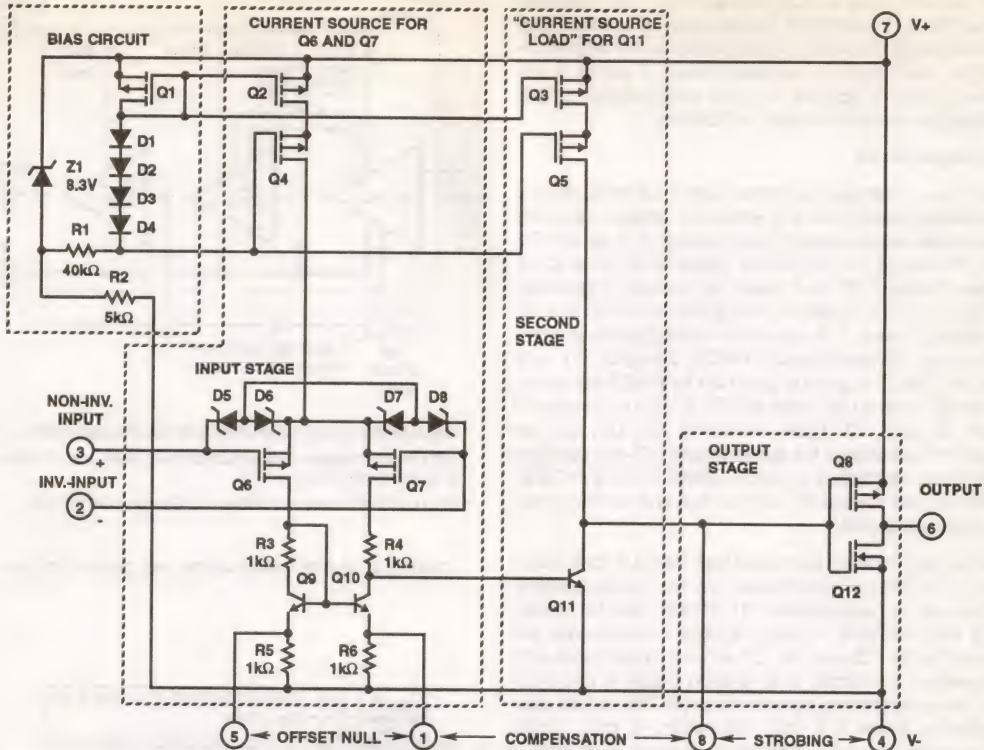 BIAS CIRCUIT
CURRENT SOURCE FOR
Q6 AND Q7
"CURRENT SOURCE
LOAD" FOR Q11
7
V+
Q1
Q2
Q3
D1
D2
D3
D4
Z1
8.3V
Q4
Q5
R1
40kΩ
R2
5kΩ
SECOND
STAGE
INPUT STAGE
D5
D6
D7
D8
NON-INV.
INPUT
3
+
INV.-INPUT
2
-
Q6
Q7
OUTPUT
STAGE
Q8
OUTPUT
6
R3
1kΩ
R4
1kΩ
Q9
Q10
Q11
Q12
R5
1kΩ
R6
1kΩ
5
OFFSET NULL
1
COMPENSATION
8
STROBING
4
V-